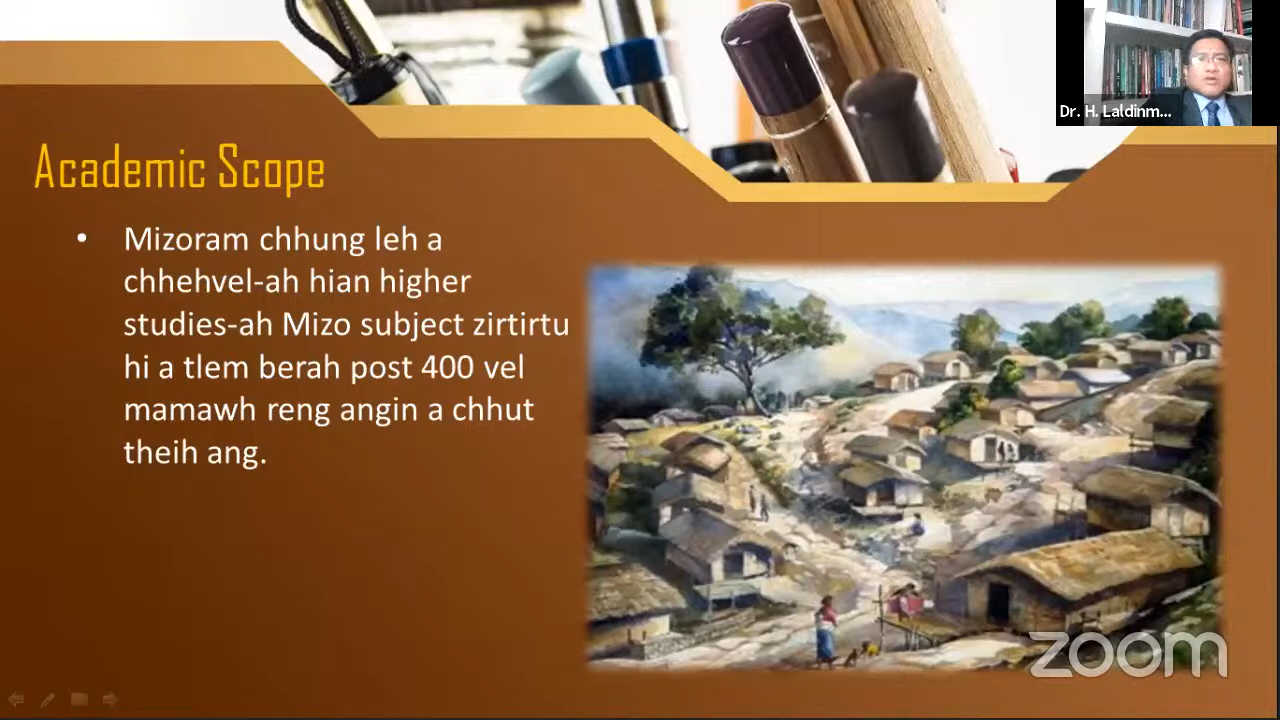 Dr. H. Laldinm...
Academic Scope
• Mizoram chhung leh a
chhehvel-ah hian higher
studies-ah Mizo subject zirtirtu
hi a tlem berah post 400 vel
mamawh reng angin a chhut
theih ang.
zoom